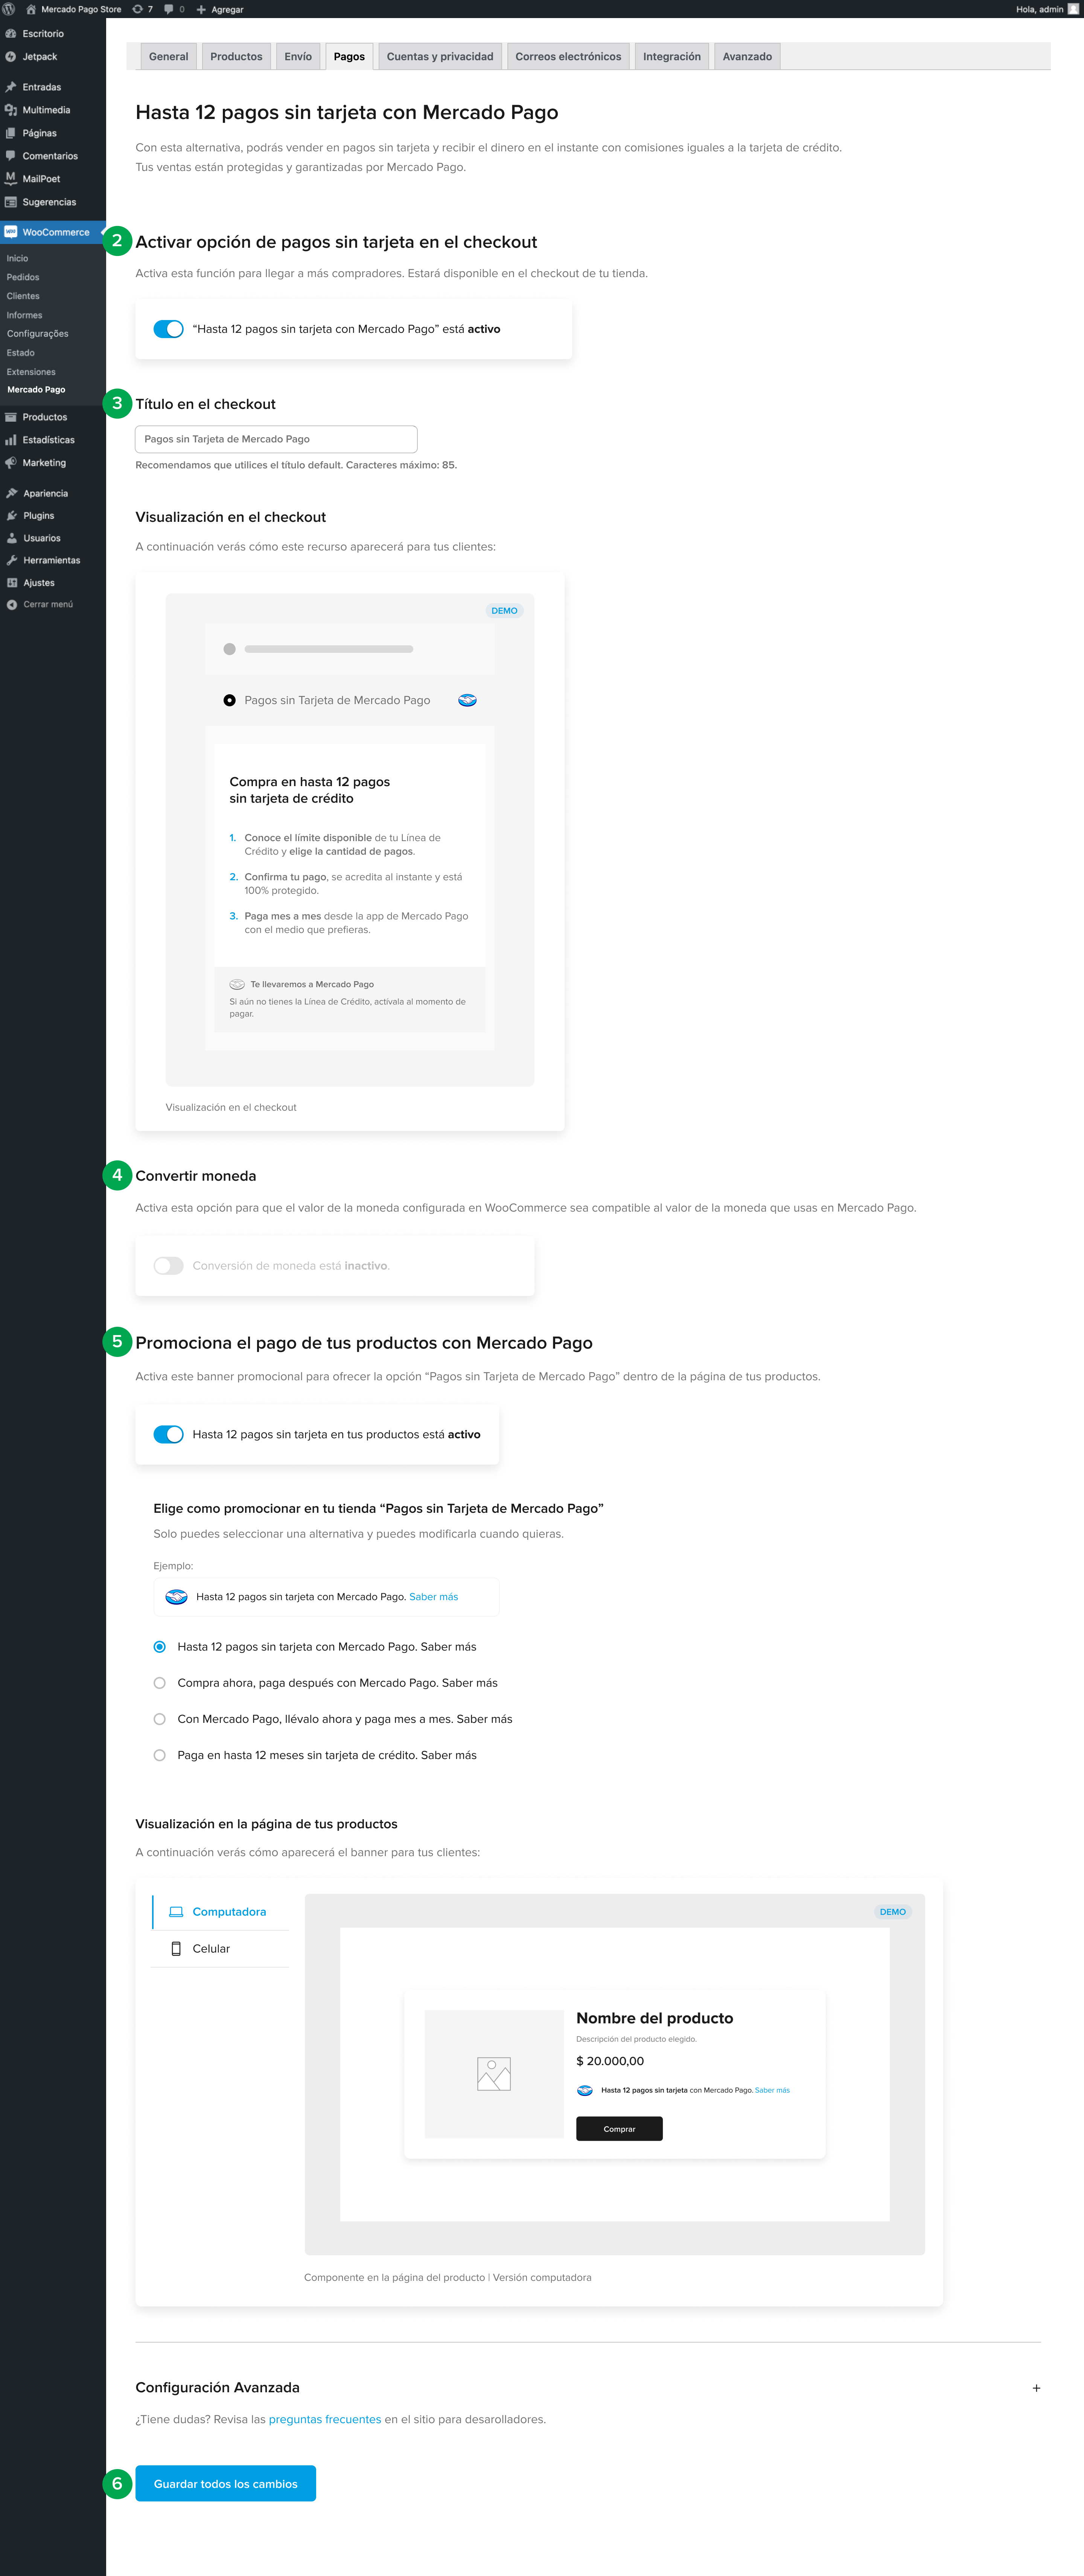 Mercado Pago Store
7
0
Agregar
Hola, admin
Escritorio
Jetpack
Entradas
Multimedia
Páginas
Comentarios
MailPoet
Sugerencias
WooCommerce
Inicio
Pedidos
Clientes
Informes
Configurações
Estado
Extensiones
Mercado Pago
Productos
Estadísticas
Marketing
Apariencia
Plugins
Usuarios
Herramientas
Ajustes
Cerrar menú
General
Productos
Envío
Pagos
Cuentas y privacidad
Correos electrónicos
Integración
Avanzado
Hasta 12 pagos sin tarjeta con Mercado Pago
Con esta alternativa, podrás vender en pagos sin tarjeta y recibir el dinero en el instante con comisiones iguales a la tarjeta de crédito.
Tus ventas están protegidas y garantizadas por Mercado Pago.
2
Activar opción de pagos sin tarjeta en el checkout
Activa esta función para llegar a más compradores. Estará disponible en el checkout de tu tienda.
“Hasta 12 pagos sin tarjeta con Mercado Pago” está activo
3
Título en el checkout
Pagos sin Tarjeta de Mercado Pago
Recomendamos que utilices el título default. Caracteres máximo: 85.
Visualización en el checkout
A continuación verás cómo este recurso aparecerá para tus clientes:
DEMO
Pagos sin Tarjeta de Mercado Pago
Compra en hasta 12 pagos
sin tarjeta de crédito
1. Conoce el límite disponible de tu Línea de
Crédito y elige la cantidad de pagos.
2. Confirma tu pago, se acredita al instante y está
100% protegido.
3. Paga mes a mes desde la app de Mercado Pago
con el medio que prefieras.
Te llevaremos a Mercado Pago
Si aún no tienes la Línea de Crédito, actívala al momento de
pagar.
Visualización en el checkout
4
Convertir moneda
Activa esta opción para que el valor de la moneda configurada en WooCommerce sea compatible al valor de la moneda que usas en Mercado Pago.
Conversión de moneda está inactivo.
5
Promociona el pago de tus productos con Mercado Pago
Activa este banner promocional para ofrecer la opción “Pagos sin Tarjeta de Mercado Pago” dentro de la página de tus productos.
Hasta 12 pagos sin tarjeta en tus productos está activo
Elige como promocionar en tu tienda “Pagos sin Tarjeta de Mercado Pago”
Solo puedes seleccionar una alternativa y puedes modificarla cuando quieras.
Ejemplo:
Hasta 12 pagos sin tarjeta con Mercado Pago. Saber más
Hasta 12 pagos sin tarjeta con Mercado Pago. Saber más
Compra ahora, paga después con Mercado Pago. Saber más
Con Mercado Pago, llévalo ahora y paga mes a mes. Saber más
Paga en hasta 12 meses sin tarjeta de crédito. Saber más
Visualización en la página de tus productos
A continuación verás cómo aparecerá el banner para tus clientes:
Computadora
Celular
DEMO
Nombre del producto
Descripción del producto elegido.
$ 20.000,00
Hasta 12 pagos sin tarjeta con Mercado Pago. Saber más
Comprar
Componente en la página del producto | Versión computadora
Configuración Avanzada
+
¿Tiene dudas? Revisa las preguntas frecuentes en el sitio para desarolladores.
6
Guardar todos los cambios